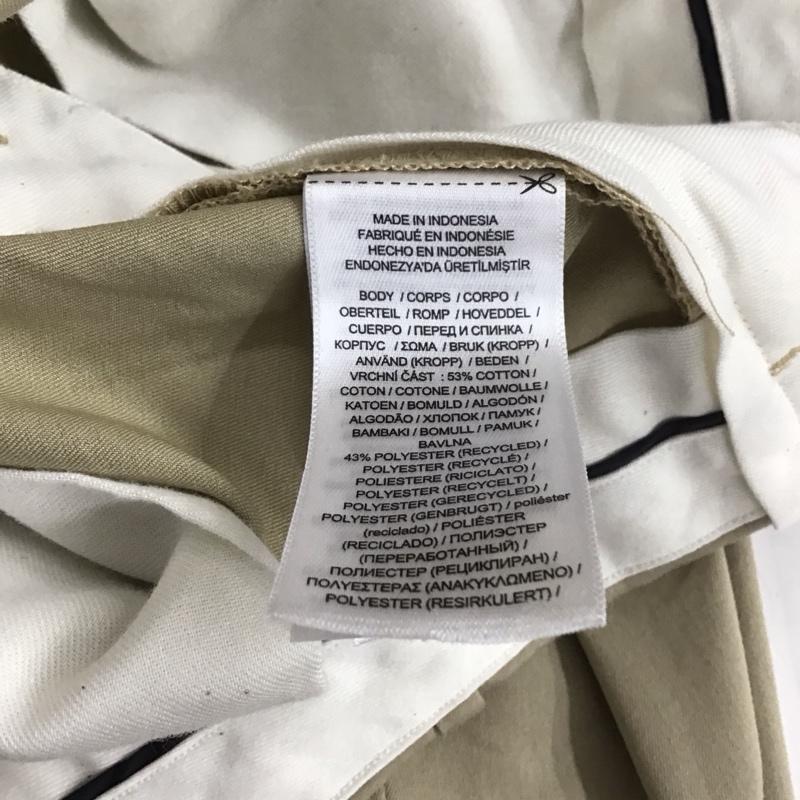 MADE IN INDONESIA
FABRIQUÉ EN INDONÉSIE
HECHO EN INDONESIA
ENDONEZYA'DA ÜRETİLMİŞTİR
BODY / CORPS / CORPO /
OBERTEIL / ROMP / HOVEDDEL /
CUERPO / ПЕРЕД И СПИНКА /
КОРПУС / ΣΩΜΑ / BRUK (KROPP) /
ANVÄND (KROPP) / BEDEN /
VRCHNÍ ČÁST : 53% COTTON /
COTON / COTONE / BAUMWOLLE /
KATOEN / BOMULD / ALGODÓN /
ALGODÃO / ХЛОПОК / ПАМУК /
BAMBAKI / BOMULL / PAMUK /
BAVLNA
43% POLYESTER (RECYCLED) /
POLYESTER (RECYCLÉ) /
POLIESTERE (RICICLATO) /
POLYESTER (RECYCELT) /
POLYESTER (GERECYCLED) /
POLYESTER (GENBRUGT) / poliéster
(reciclado) / POLIÉSTER
(RECICLADO) / ПОЛИЭСТЕР
(ПЕРЕРАБОТАННЫЙ) /
ПОЛИЕСТЕР (РЕЦИКЛИРАН) /
ΠΟΛΥΕΣΤΕΡΑΣ (ΑΝΑΚΥΚΛΩΜΕΝΟ) /
POLYESTER (RESIRKULERT) /